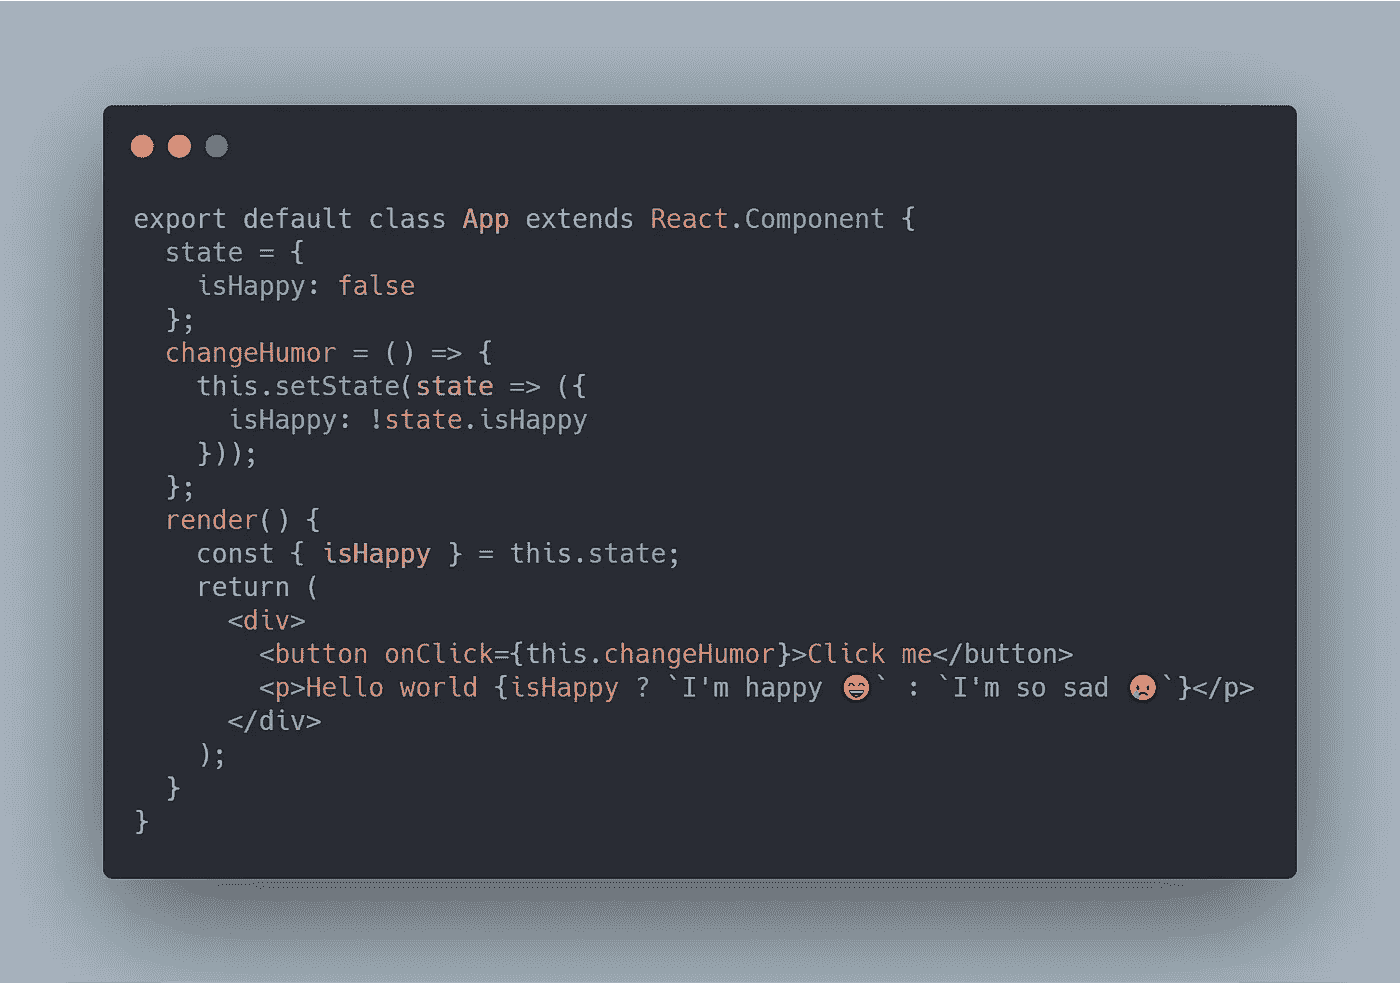 export default class App extends React.Component {
  state = {
    isHappy: false
  };
  changeHumor = () => {
    this.setState(state => ({
      isHappy: !state.isHappy
    }));
  };
  render() {
    const { isHappy } = this.state;
    return (
      <div>
        <button onClick={this.changeHumor}>Click me</button>
        <p>Hello world {isHappy ? `I'm happy 😄` : `I'm so sad 😢`}</p>
      </div>
    );
  }
}